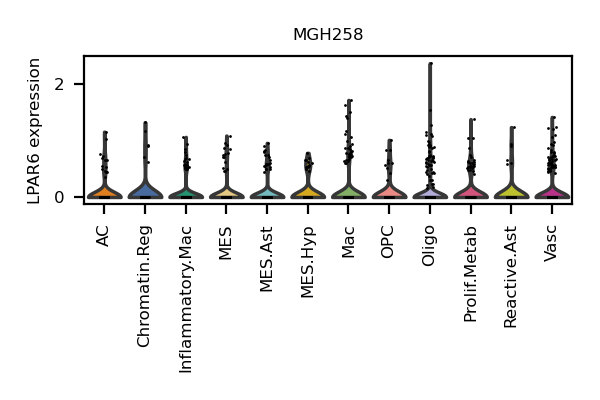 MGH258
LPAR6 expression
2
0
AC
Chromatin.Reg
Inflammatory.Mac
MES
MES.Ast
MES.Hyp
Mac
OPC
Oligo
Prolif.Metab
Reactive.Ast
Vasc